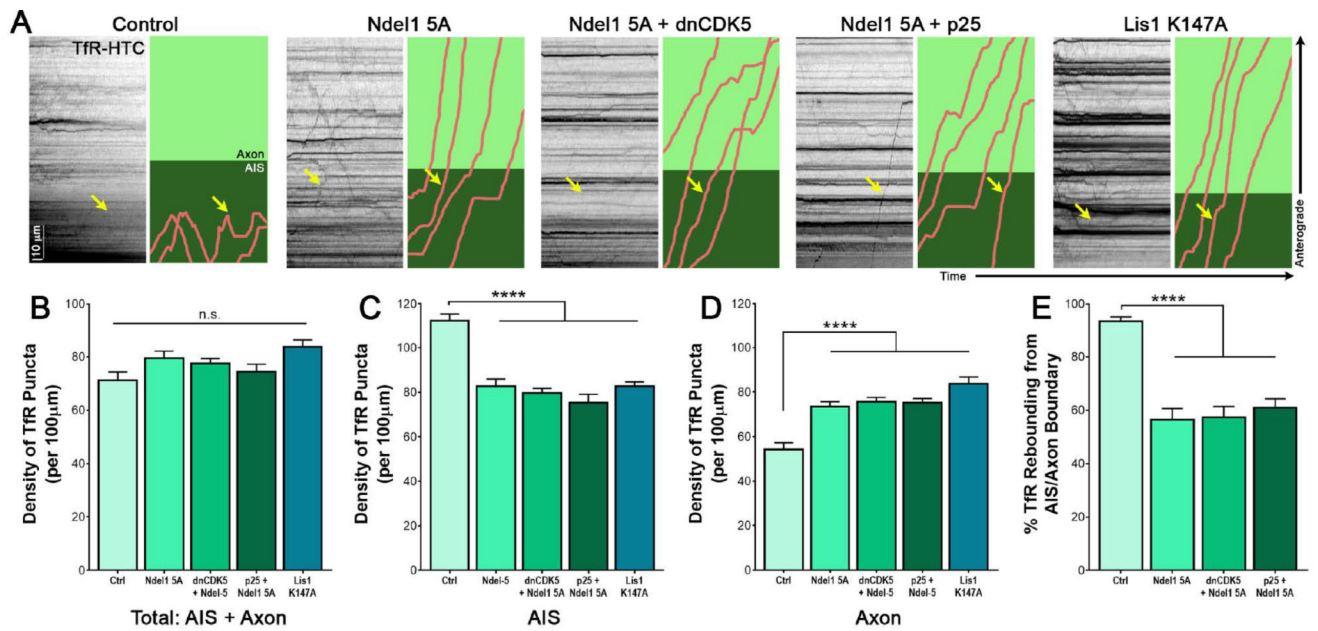 A
Control
Ndel1 5A
Ndel1 5A + dnCDK5
Ndel1 5A + p25
Lis1 K147A
TfR-HTC
Axon
AIS
10 µm
Anterograde
Time
B
Density of TfR Puncta
(per 100µm)
100
80
60
40
20
0
n.s.
Ctrl
Ndel1 5A
dnCDK5
+ Ndel-5
p25 +
Ndel1 5A
Lis1
K147A
Total: AIS + Axon
C
Density of TfR Puncta
(per 100µm)
120
100
80
60
40
20
0
****
Ctrl
Ndel-5
dnCDK5
+ Ndel1 5A
p25 +
Ndel1 5A
Lis1
K147A
AIS
D
Density of TfR Puncta
(per 100µm)
120
100
80
60
40
20
0
****
Ctrl
Ndel1 5A
dnCDK5
+ Ndel-5
p25 +
Ndel-5
Lis1
K147A
Axon
E
% TfR Rebounding from
AIS/Axon Boundary
100
80
60
40
20
0
****
Ctrl
Ndel1 5A
dnCDK5
+ Ndel1 5A
p25 +
Ndel1 5A